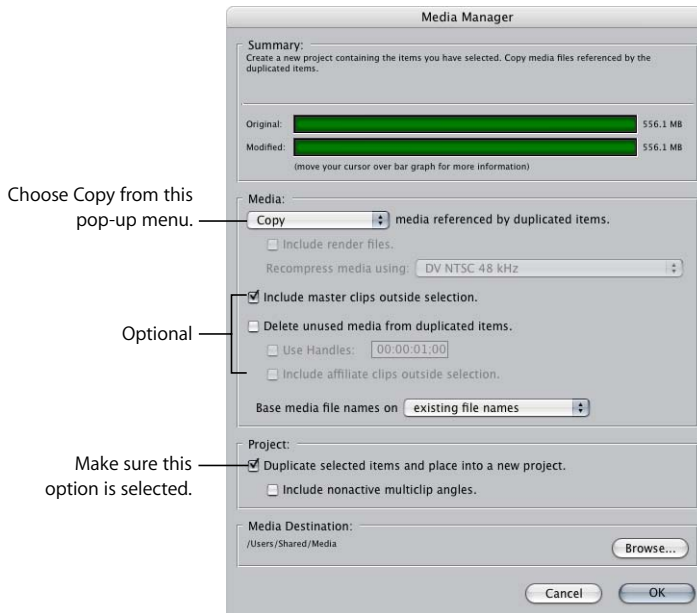 Media Manager
Summary:
Create a new project containing the items you have selected. Copy media files referenced by the
duplicated items.
Original:
556.1 MB
Modified:
556.1 MB
(move your cursor over bar graph for more information)
Choose Copy from this
pop-up menu.
Media:
Copy media referenced by duplicated items.
Include render files.
Recompress media using: DV NTSC 48 kHz
Optional
Include master clips outside selection.
Delete unused media from duplicated items.
Use Handles: 00:00:01;00
Include affiliate clips outside selection.
Base media file names on existing file names
Project:
Make sure this
option is selected.
Duplicate selected items and place into a new project.
Include nonactive multiclip angles.
Media Destination:
/Users/Shared/Media
Browse...
Cancel OK